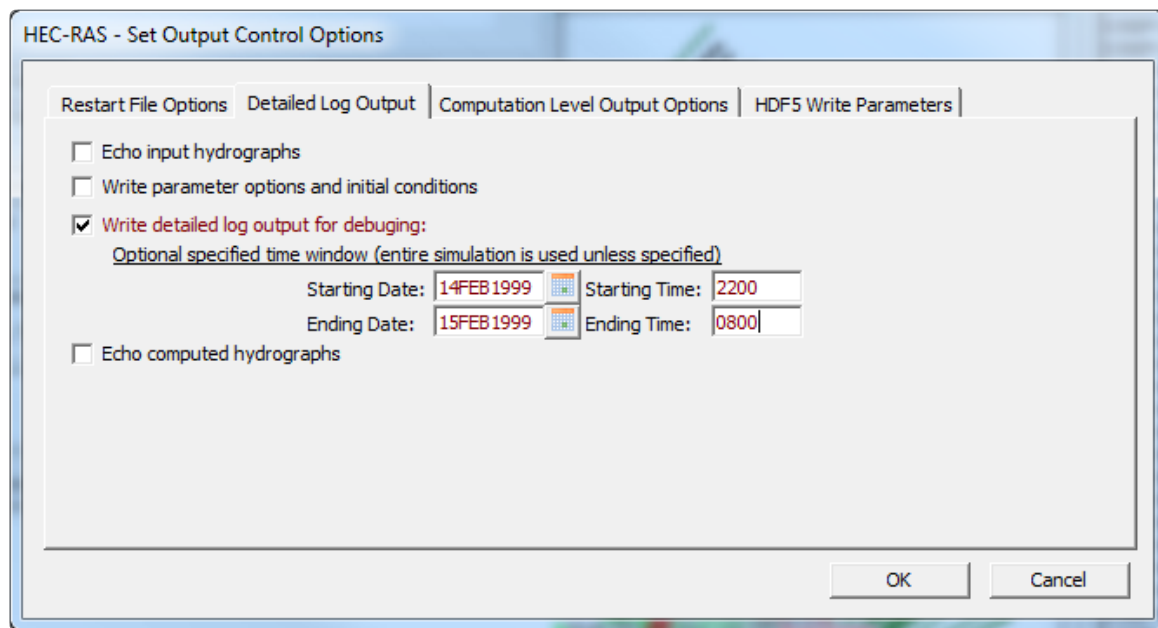 HEC-RAS - Set Output Control Options
Restart File Options Detailed Log Output Computation Level Output Options HDF5 Write Parameters
Echo input hydrographs
Write parameter options and initial conditions
Write detailed log output for debuging:
Optional specified time window (entire simulation is used unless specified)
Starting Date: 14FEB1999 Starting Time: 2200
Ending Date: 15FEB1999 Ending Time: 0800
Echo computed hydrographs
OK Cancel